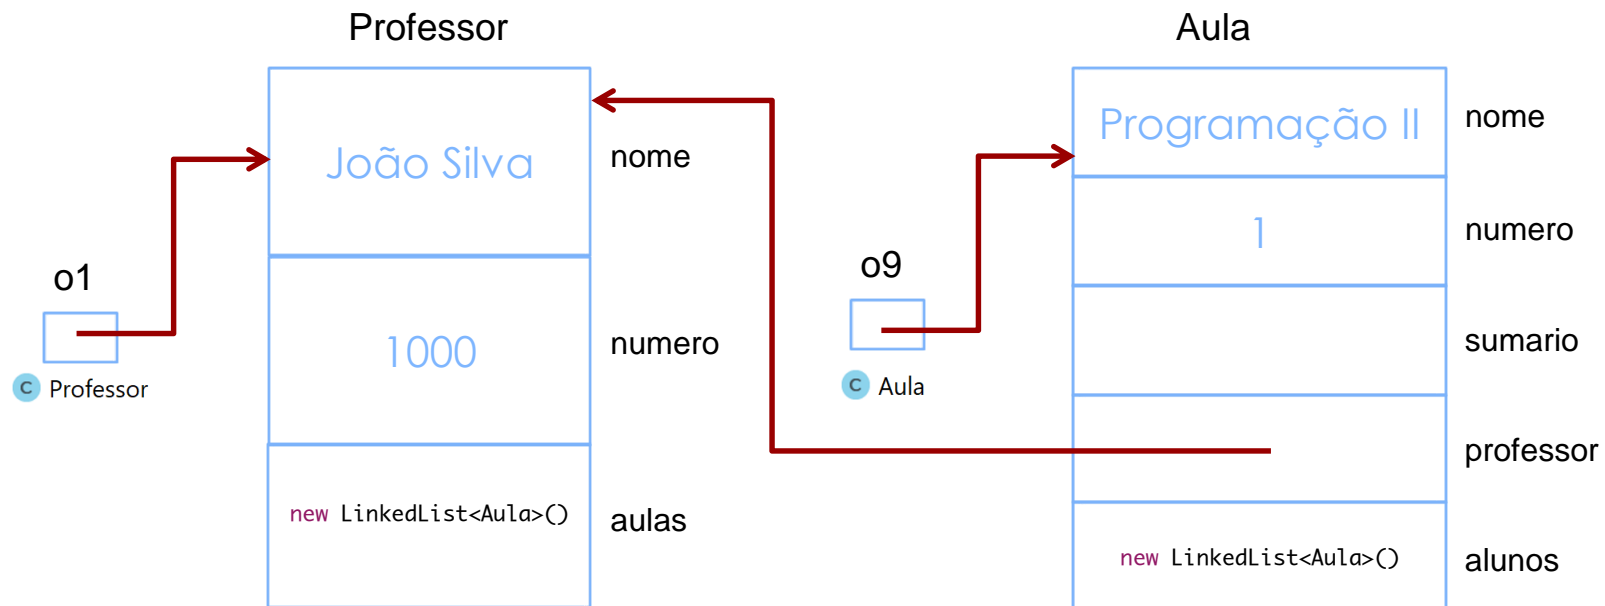 Professor
João Silva
nome
1000
numero
new LinkedList<Aula>()
aulas
o1
C Professor
Aula
Programação II
nome
1
numero
sumario
professor
new LinkedList<Aula>()
alunos
o9
C Aula